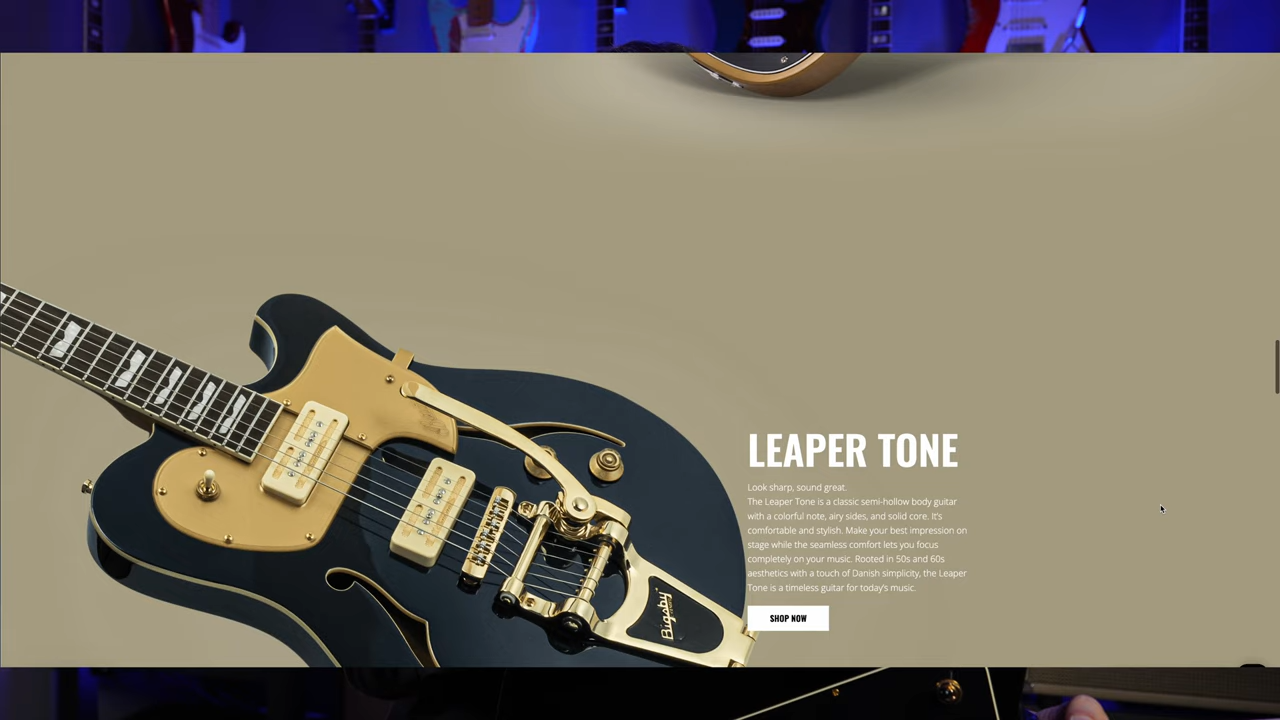 LEAPER TONE
Look sharp, sound great.
The Leaper Tone is a classic semi-hollow body guitar
with a colorful note, airy sides, and solid core. It's
comfortable and stylish. Make your best impression on
stage while the seamless comfort lets you focus
completely on your music. Rooted in 50s and 60s
aesthetics with a touch of Danish simplicity, the Leaper
Tone is a timeless guitar for today's music.
SHOP NOW
Bigsby